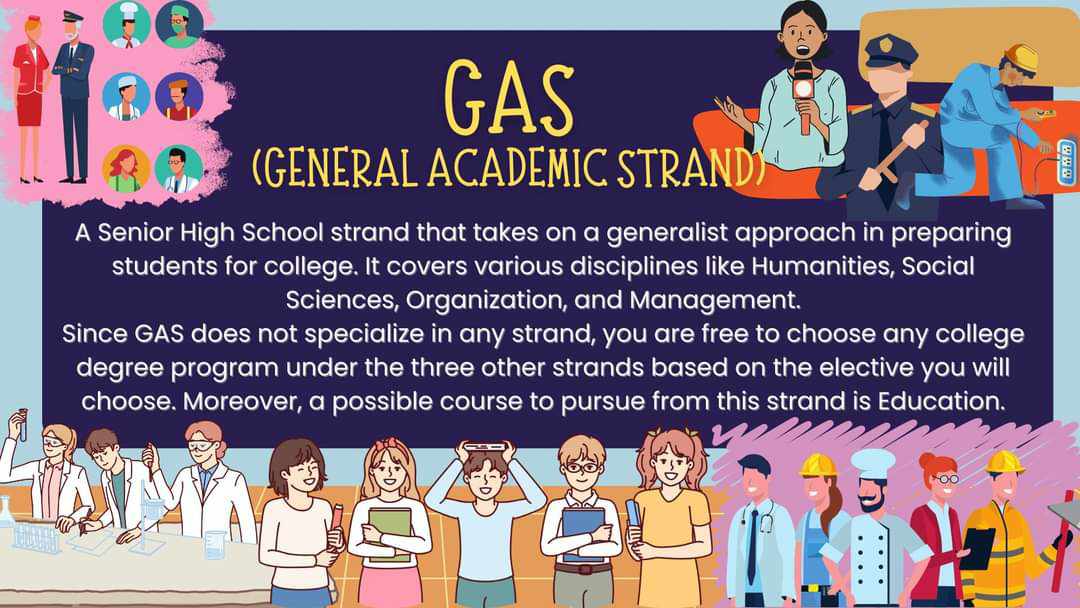 GAS
(GENERAL ACADEMIC STRAND)
A Senior High School strand that takes on a generalist approach in preparing
students for college. It covers various disciplines like Humanities, Social
Sciences, Organization, and Management.
Since GAS does not specialize in any strand, you are free to choose any college
degree program under the three other strands based on the elective you will
choose. Moreover, a possible course to pursue from this strand is Education.